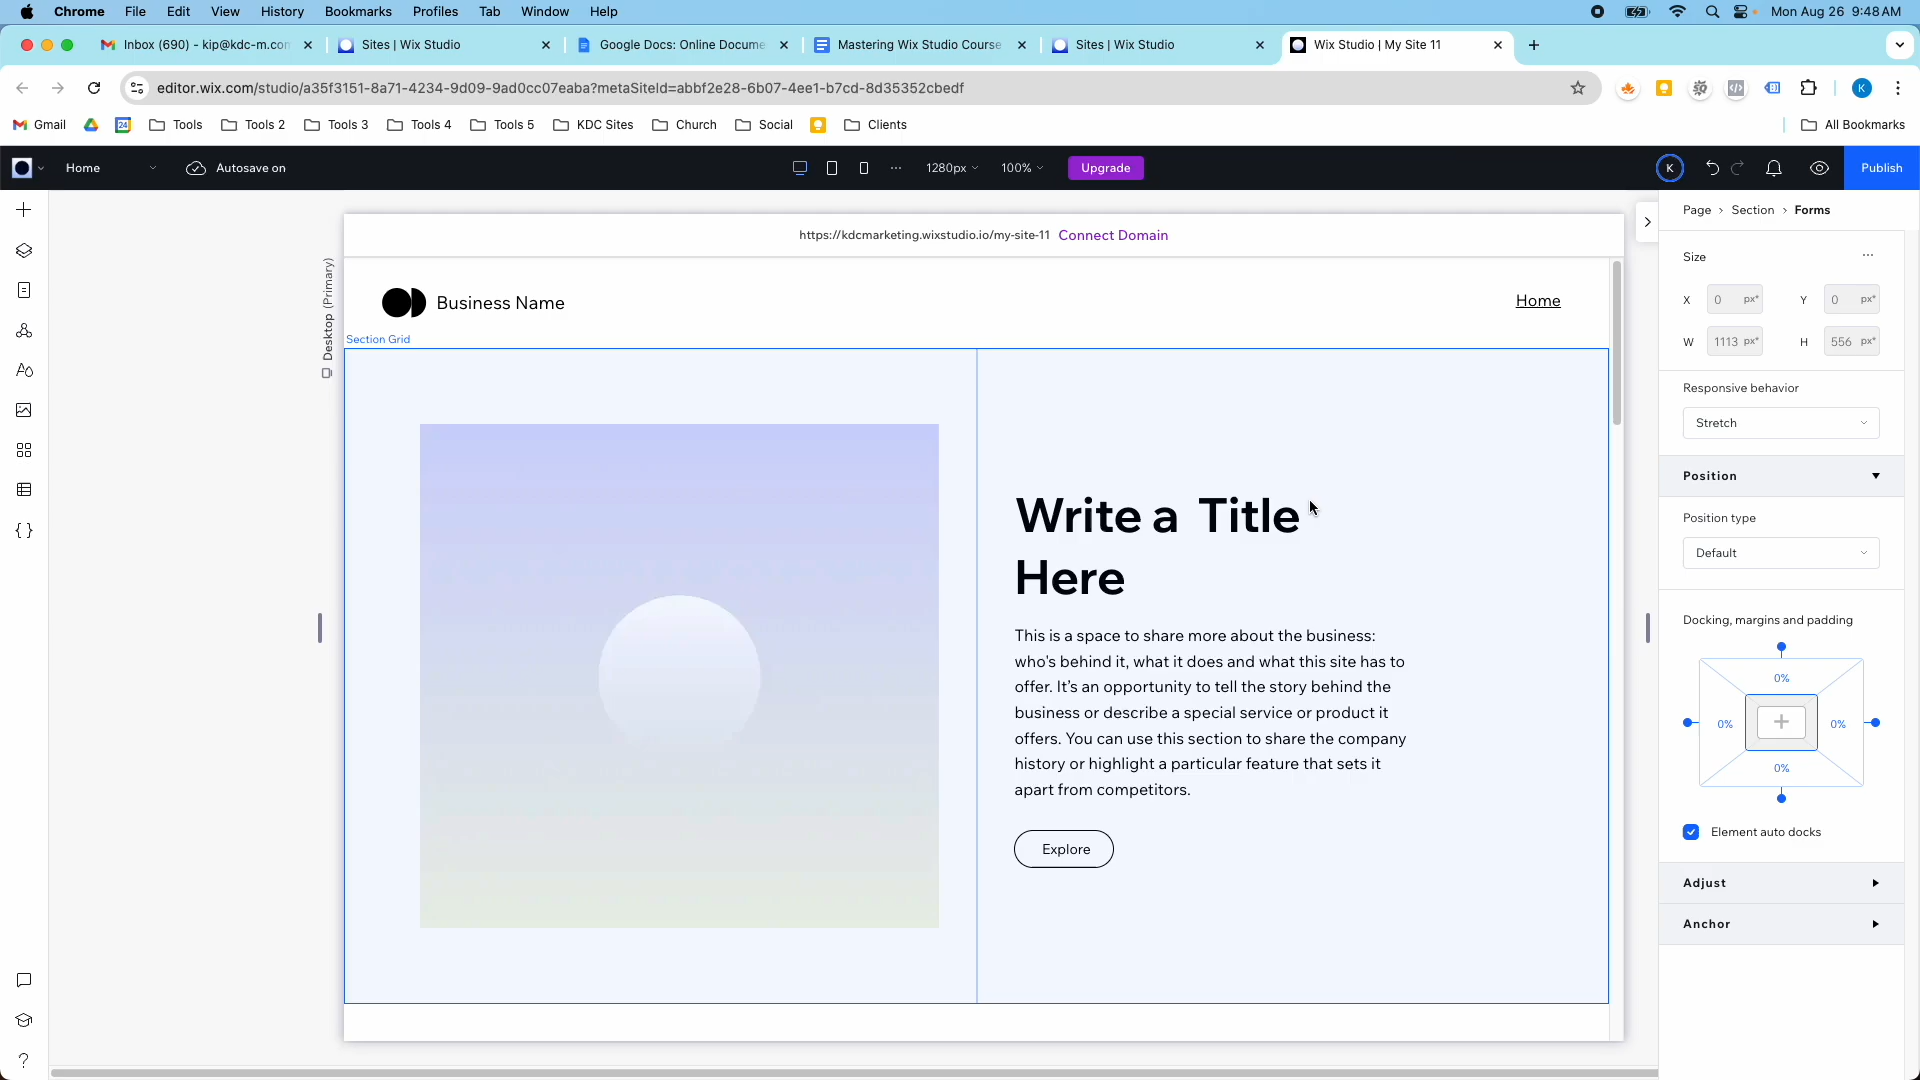 Chrome File Edit View History Bookmarks Profiles Tab Window Help Mon Aug 26 9:48 AM
Inbox (690) - kip@kdc-m.con Sites | Wix Studio Google Docs: Online Docume Mastering Wix Studio Course Sites | Wix Studio Wix Studio | My Site 11
editor.wix.com/studio/a35f3151-8a71-4234-9d09-9ad0cc07eaba?metaSiteId=abbf2e28-6b07-4ee1-b7cd-8d35352cbedf
Gmail Tools Tools 2 Tools 3 Tools 4 Tools 5 KDC Sites Church Social Clients All Bookmarks
Home Autosave on 1280px 100% Upgrade K Publish
Page > Section > Forms
https://kdcmarketing.wixstudio.io/my-site-11 Connect Domain
Desktop (Primary)
Business Name
Home
Section Grid
Write a Title
Here
This is a space to share more about the business:
who's behind it, what it does and what this site has to
offer. It's an opportunity to tell the story behind the
business or describe a special service or product it
offers. You can use this section to share the company
history or highlight a particular feature that sets it
apart from competitors.
Explore
Size
X 0 px* Y 0 px*
W 1113 px* H 556 px*
Responsive behavior
Stretch
Position
Position type
Default
Docking, margins and padding
0%
0% 0%
0%
Element auto docks
Adjust
Anchor